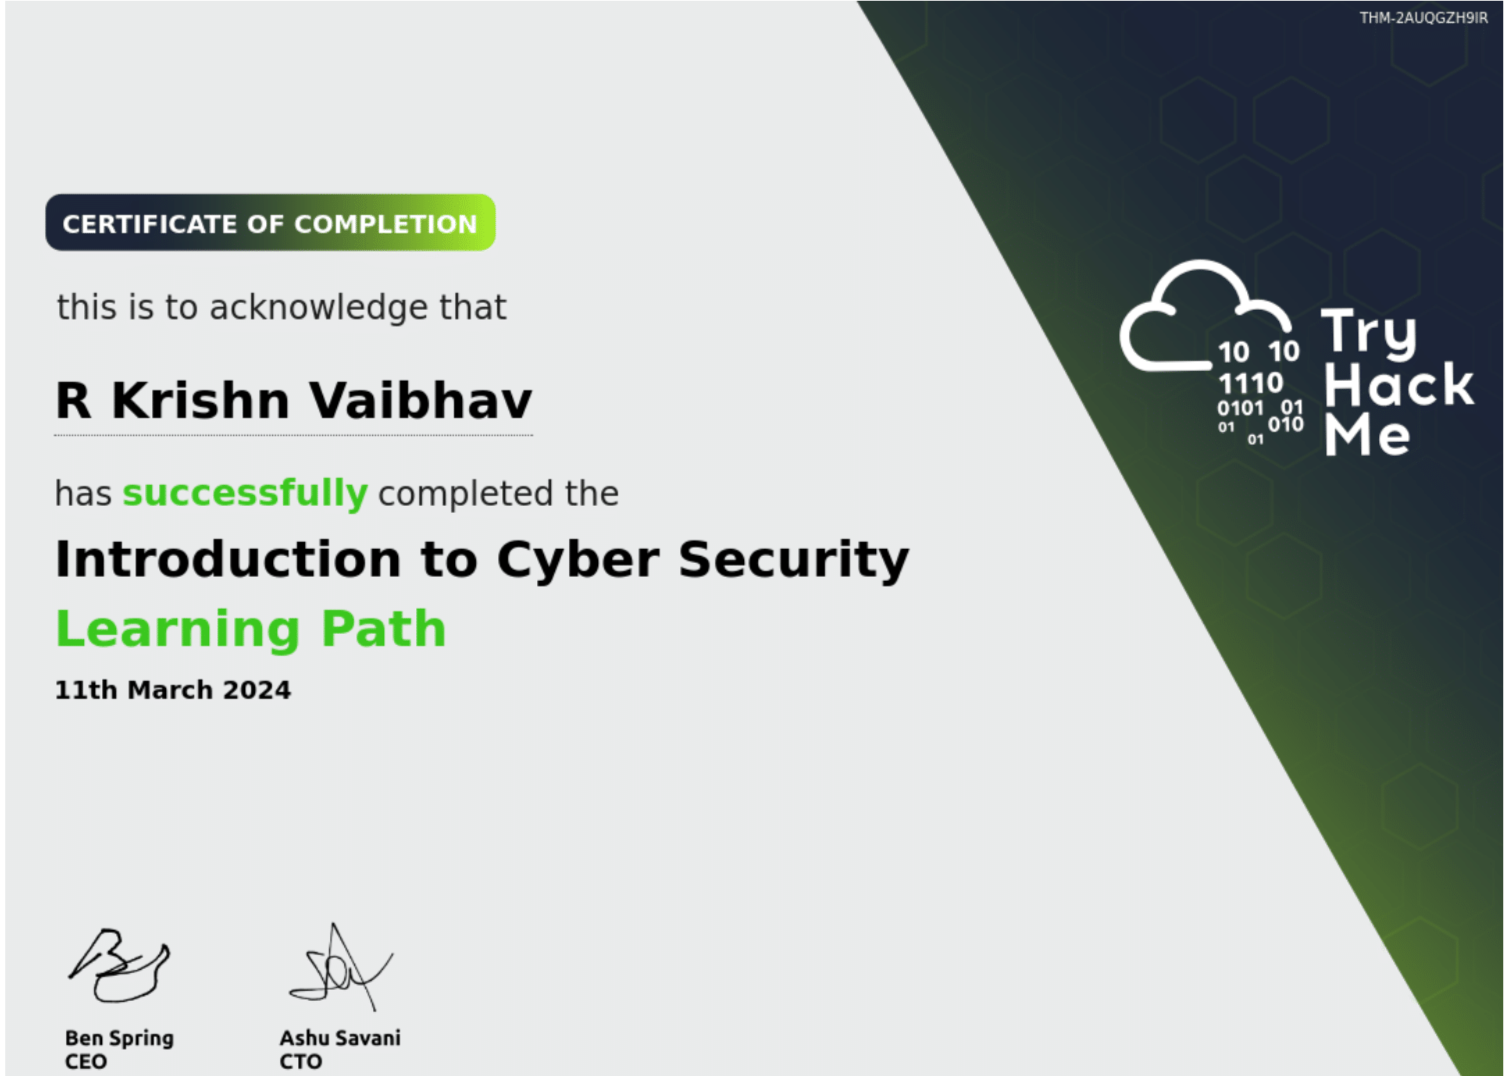 THM-2AUQGZH9IR
CERTIFICATE OF COMPLETION
this is to acknowledge that
R Krishn Vaibhav
has successfully completed the
Introduction to Cyber Security
Learning Path
11th March 2024
10 10
1110
0101 01
01 010
01
Try
Hack
Me
Ben Spring
CEO
Ashu Savani
CTO